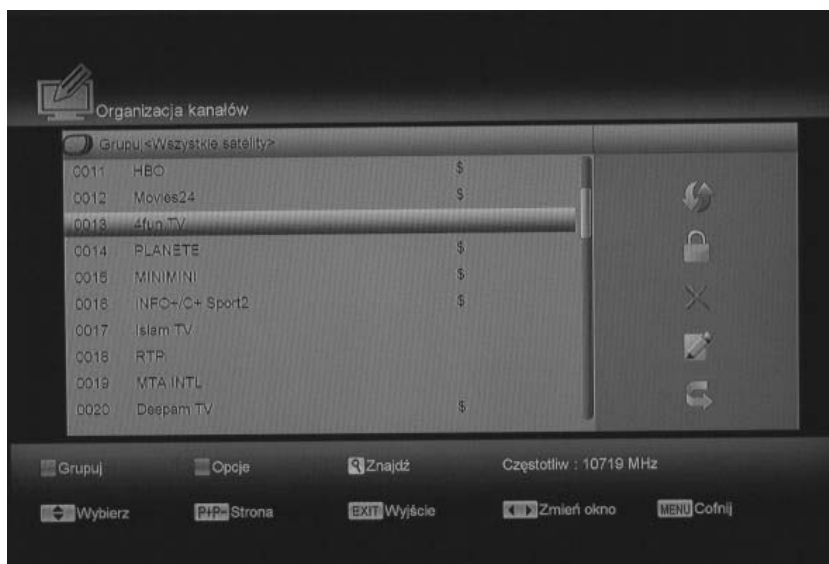 Organizacja kanałów
Grupuj <Wszystkie satelity>
0011 HBO $
0012 Movies24 $
0013 4fun.TV
0014 PLANETE $
0015 MINIMINI $
0016 INFO+/C+ Sport2 $
0017 Islam TV
0018 RTPi
0019 MTA INTL
0020 Deepam TV $
Grupuj Opcje Znajdź Częstotliw : 10719 MHz
Wybierz P+P- Strona EXIT Wyjście Zmień okno MENU Cofnij